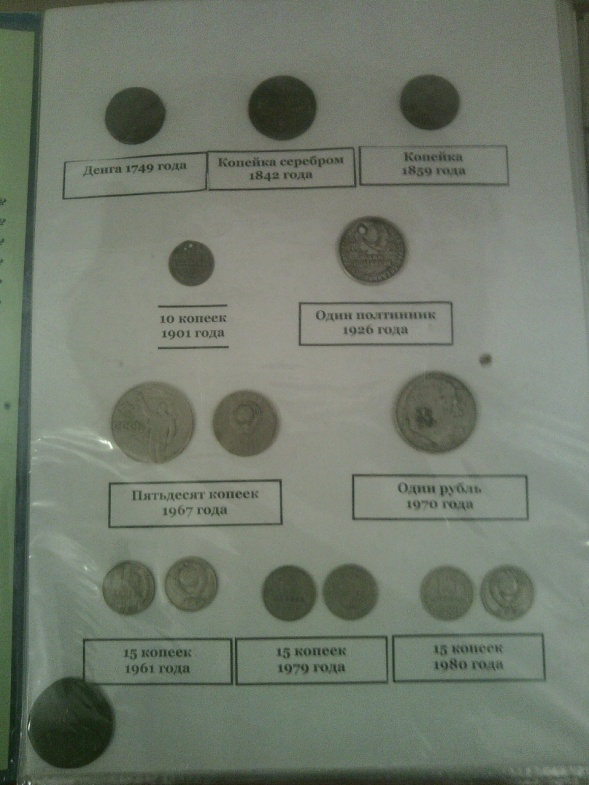 Денга 1749 года
Копейка серебром
1842 года
Копейка
1859 года
10 копеек
1901 года
Один полтинник
1926 года
Пятьдесят копеек
1967 года
Один рубль
1970 года
15 копеек
1961 года
15 копеек
1979 года
15 копеек
1980 года